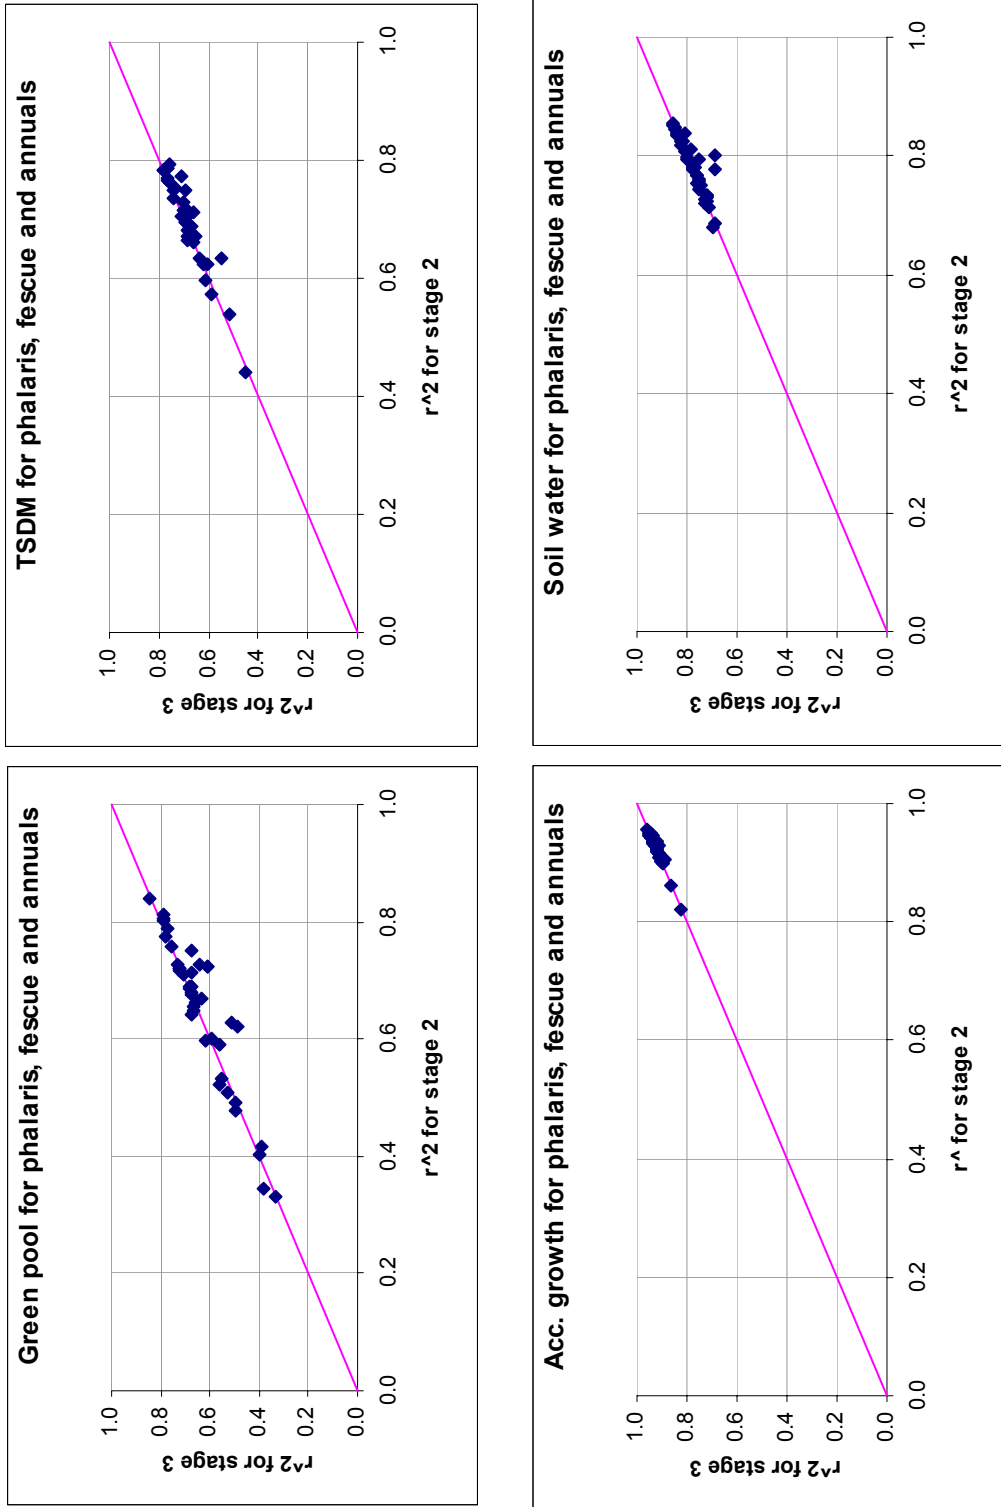 Green pool for phalaris, fescue and annuals
r^2 for stage 3
1.0
0.8
0.6
0.4
0.2
0.0
0.0 0.2 0.4 0.6 0.8 1.0
r^2 for stage 2
TSDM for phalaris, fescue and annuals
r^2 for stage 3
1.0
0.8
0.6
0.4
0.2
0.0
0.0 0.2 0.4 0.6 0.8 1.0
r^2 for stage 2
Acc. growth for phalaris, fescue and annuals
r^2 for stage 3
1.0
0.8
0.6
0.4
0.2
0.0
0.0 0.2 0.4 0.6 0.8 1.0
r^ for stage 2
Soil water for phalaris, fescue and annuals
r^2 for stage 3
1.0
0.8
0.6
0.4
0.2
0.0
0.0 0.2 0.4 0.6 0.8 1.0
r^2 for stage 2